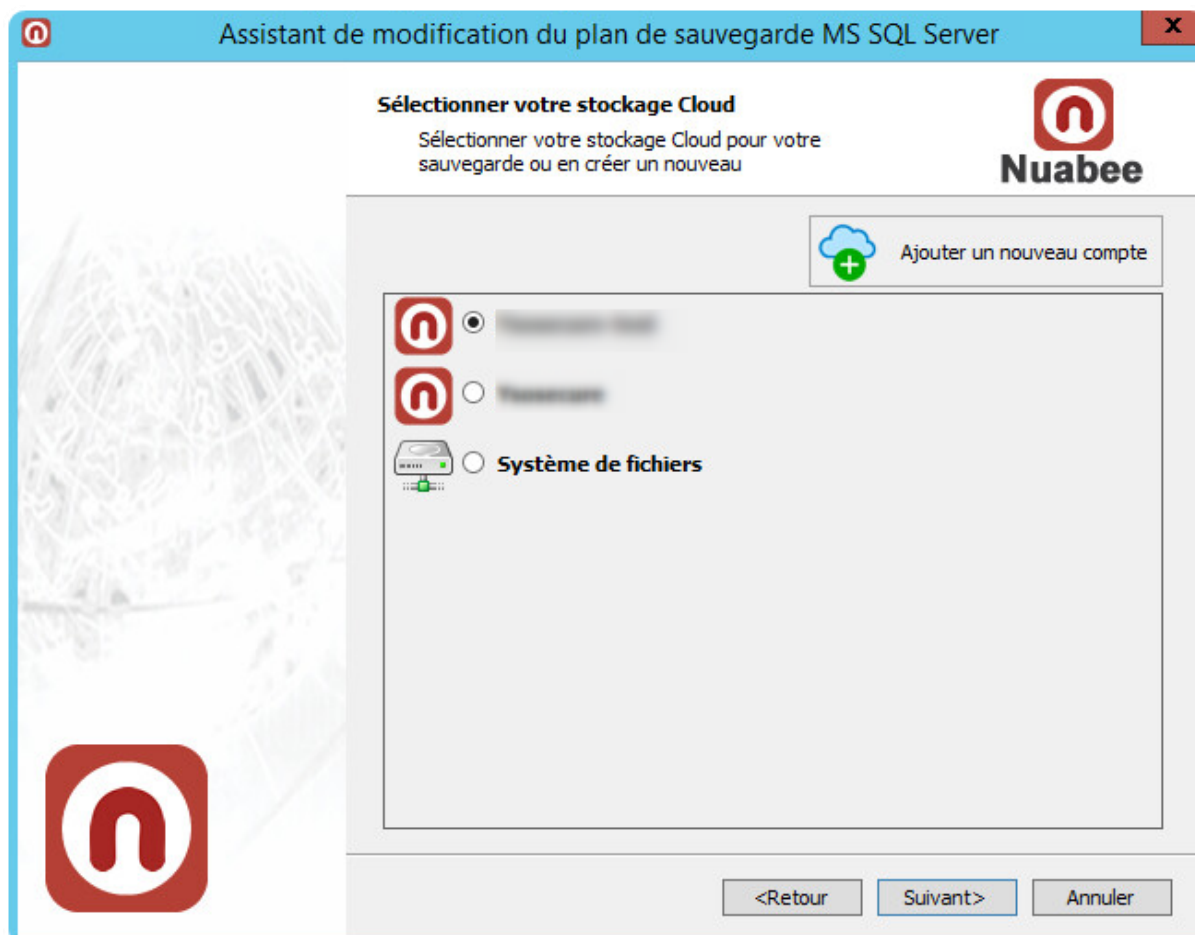 Assistant de modification du plan de sauvegarde MS SQL Server
x
Sélectionner votre stockage Cloud
Sélectionner votre stockage Cloud pour votre
sauvegarde ou en créer un nouveau
Nuabee
Ajouter un nouveau compte
Système de fichiers
<Retour
Suivant>
Annuler